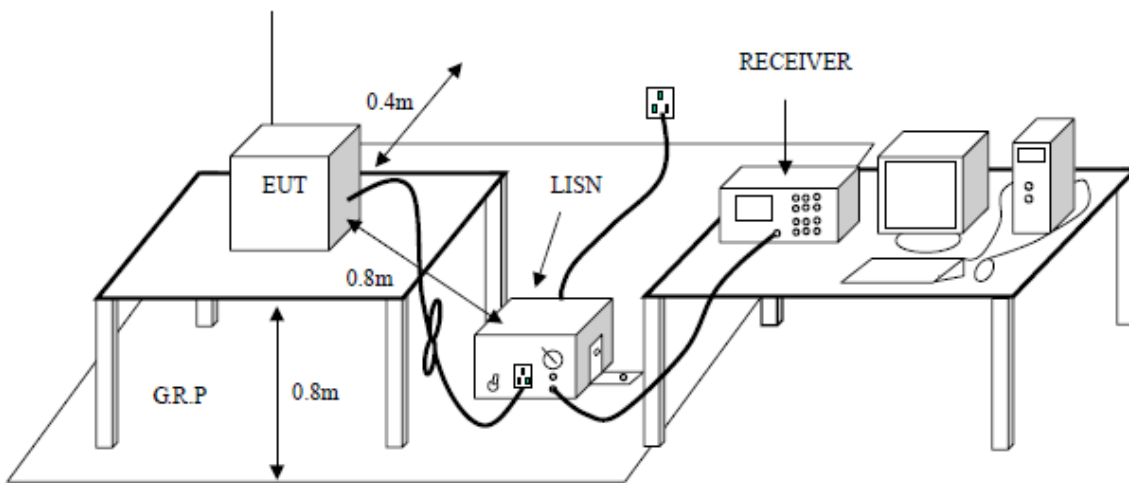 RECEIVER
0.4m
EUT
LISN
0.8m
G.R.P
0.8m